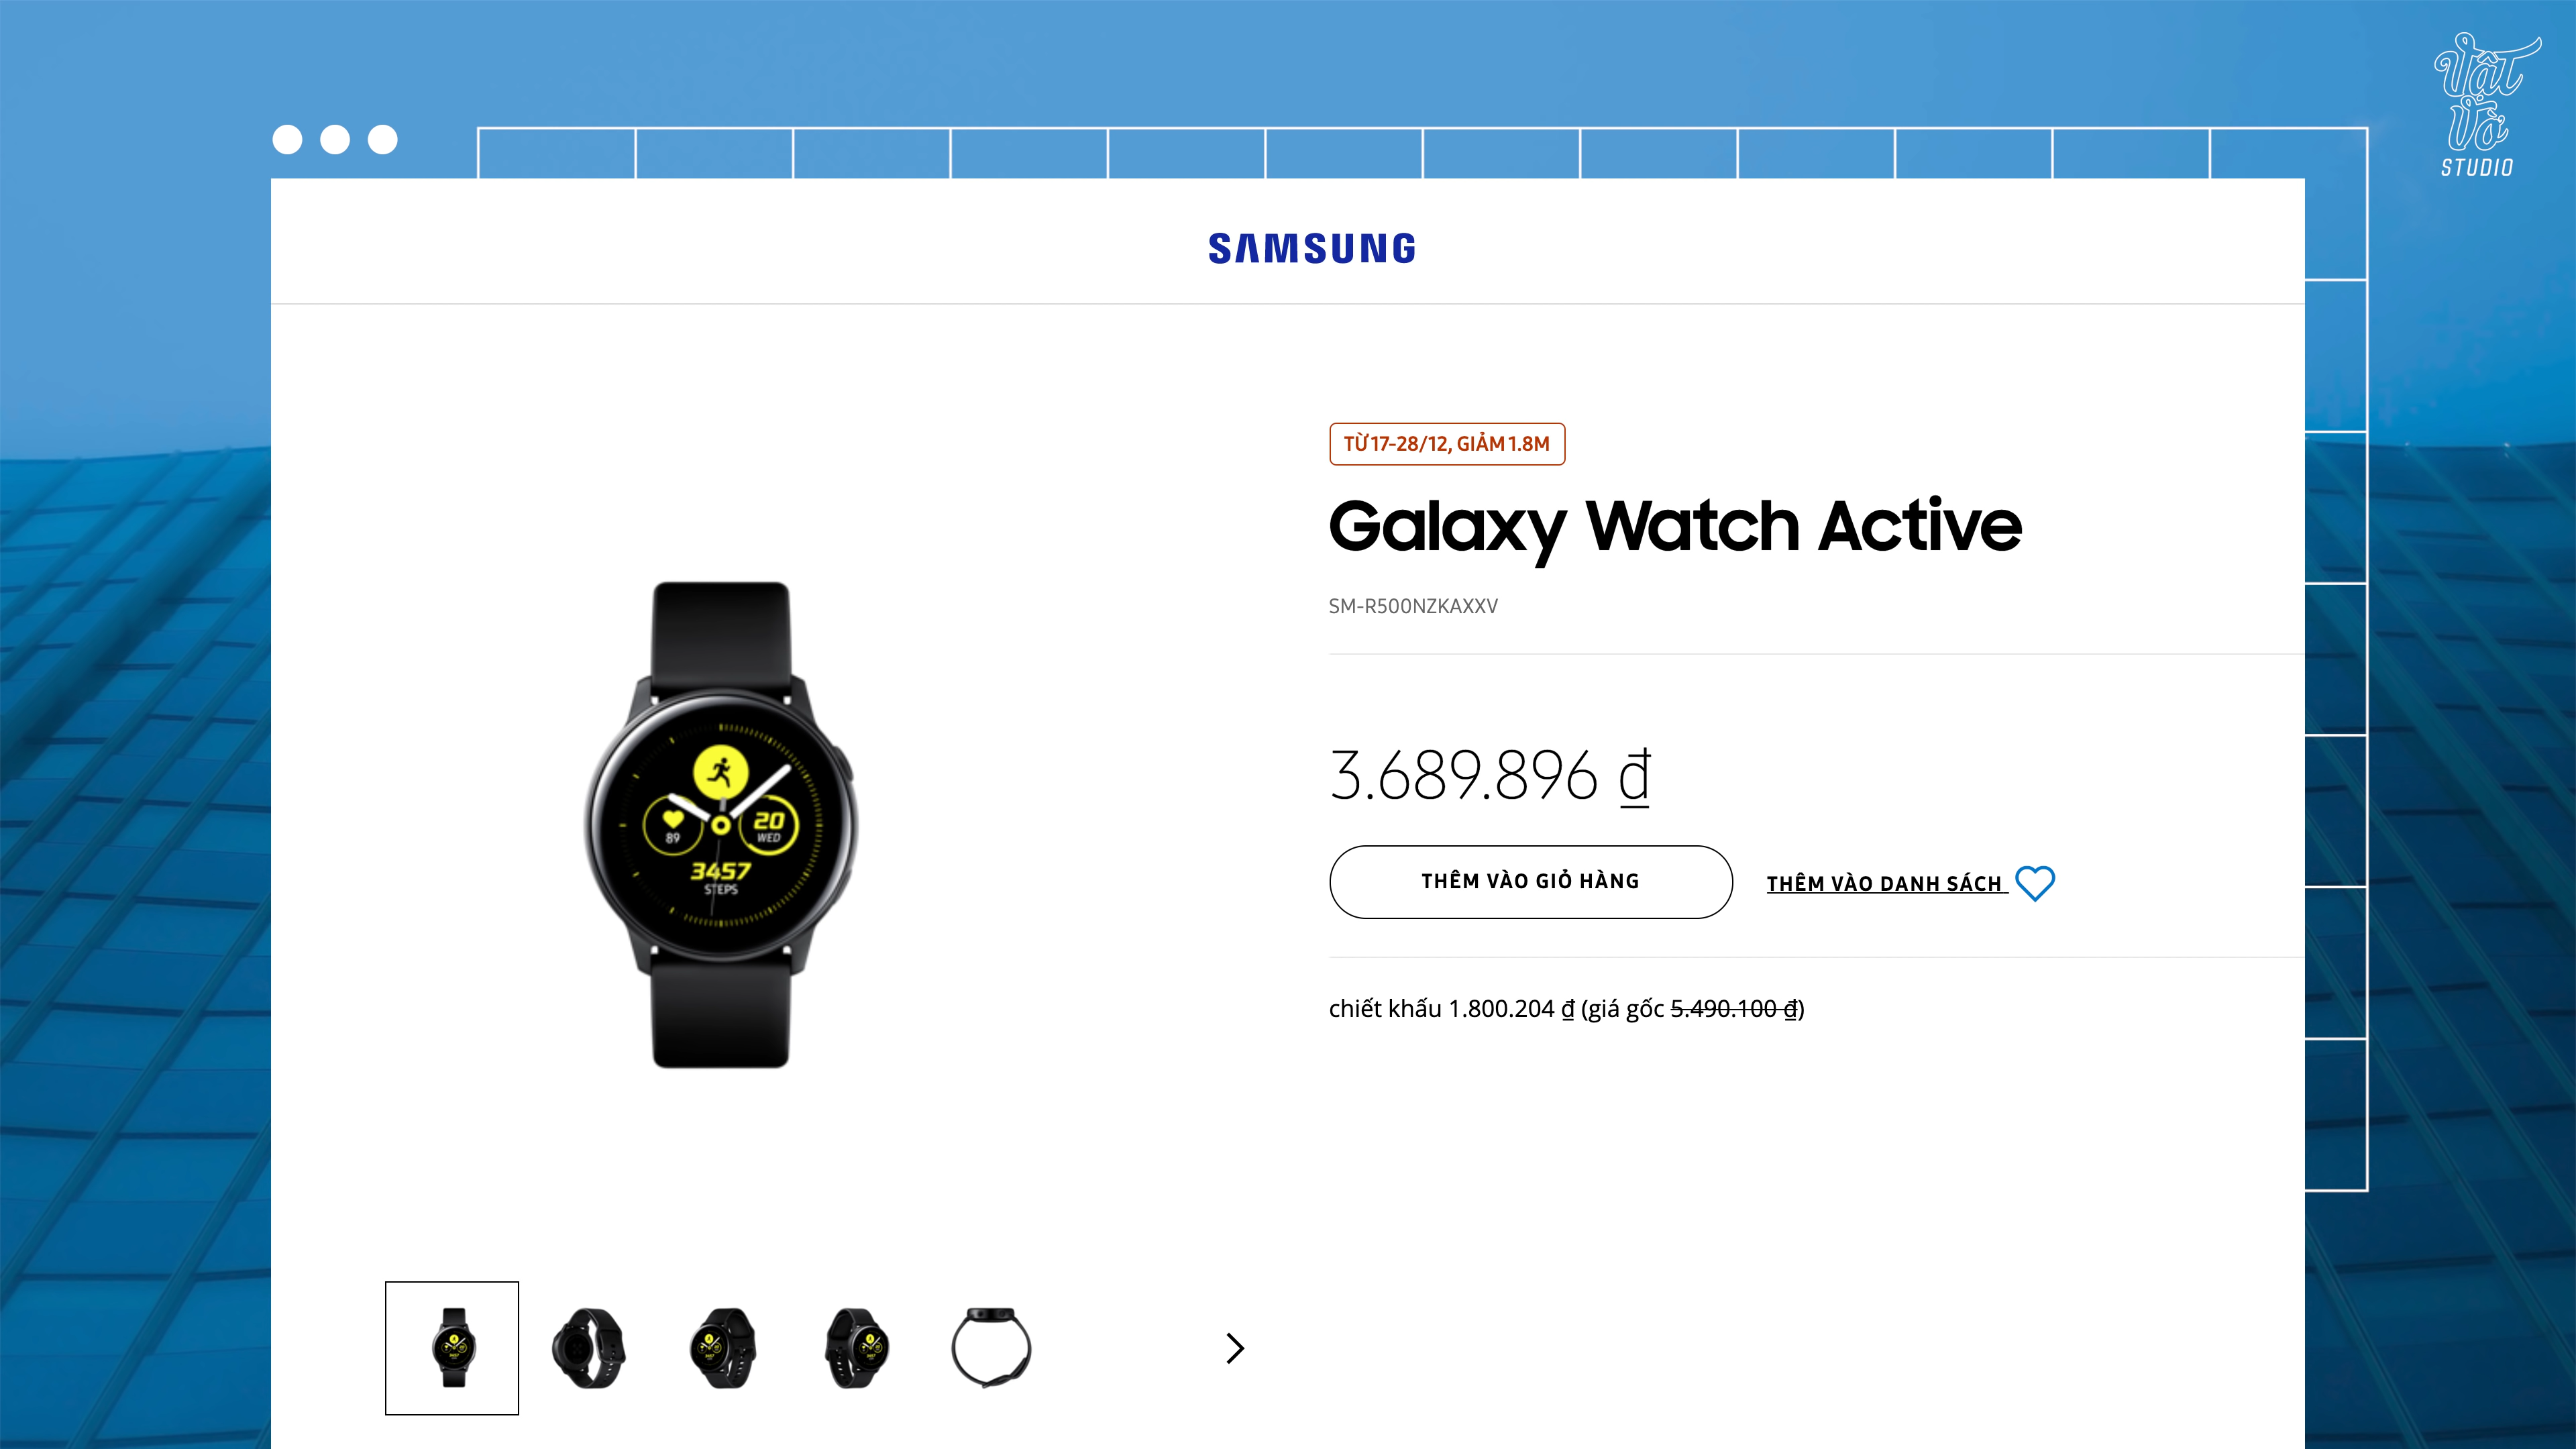 Vật
Vờ
STUDIO
SAMSUNG
TỪ 17-28/12, GIẢM 1.8M
Galaxy Watch Active
SM-R500NZKAXXV
3.689.896 ₫
THÊM VÀO GIỎ HÀNG
THÊM VÀO DANH SÁCH
chiết khấu 1.800.204 ₫ (giá gốc 5.490.100 ₫)
89
20
WED
3457
STEPS